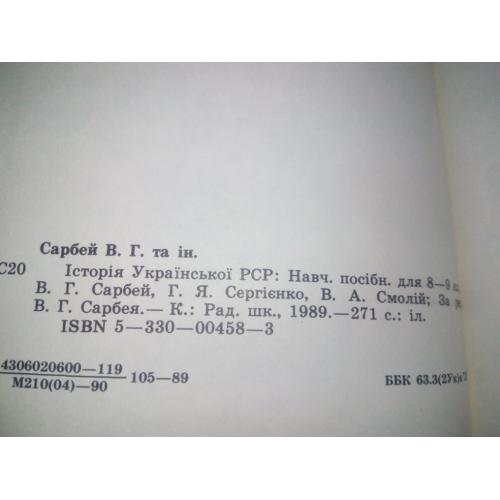 Сарбей В. Г. та ін.
С20 Історія Української РСР: Навч. посібн. для 8—9
В. Г. Сарбей, Г. Я. Сергієнко, В. А. Смолій; За
В. Г. Сарбея.— К.: Рад. шк., 1989.—271 с.: іл.
ISBN 5—330—00458—3
4306020600—119
М210(04)—90
105—89
ББК 63.3(2Ук)